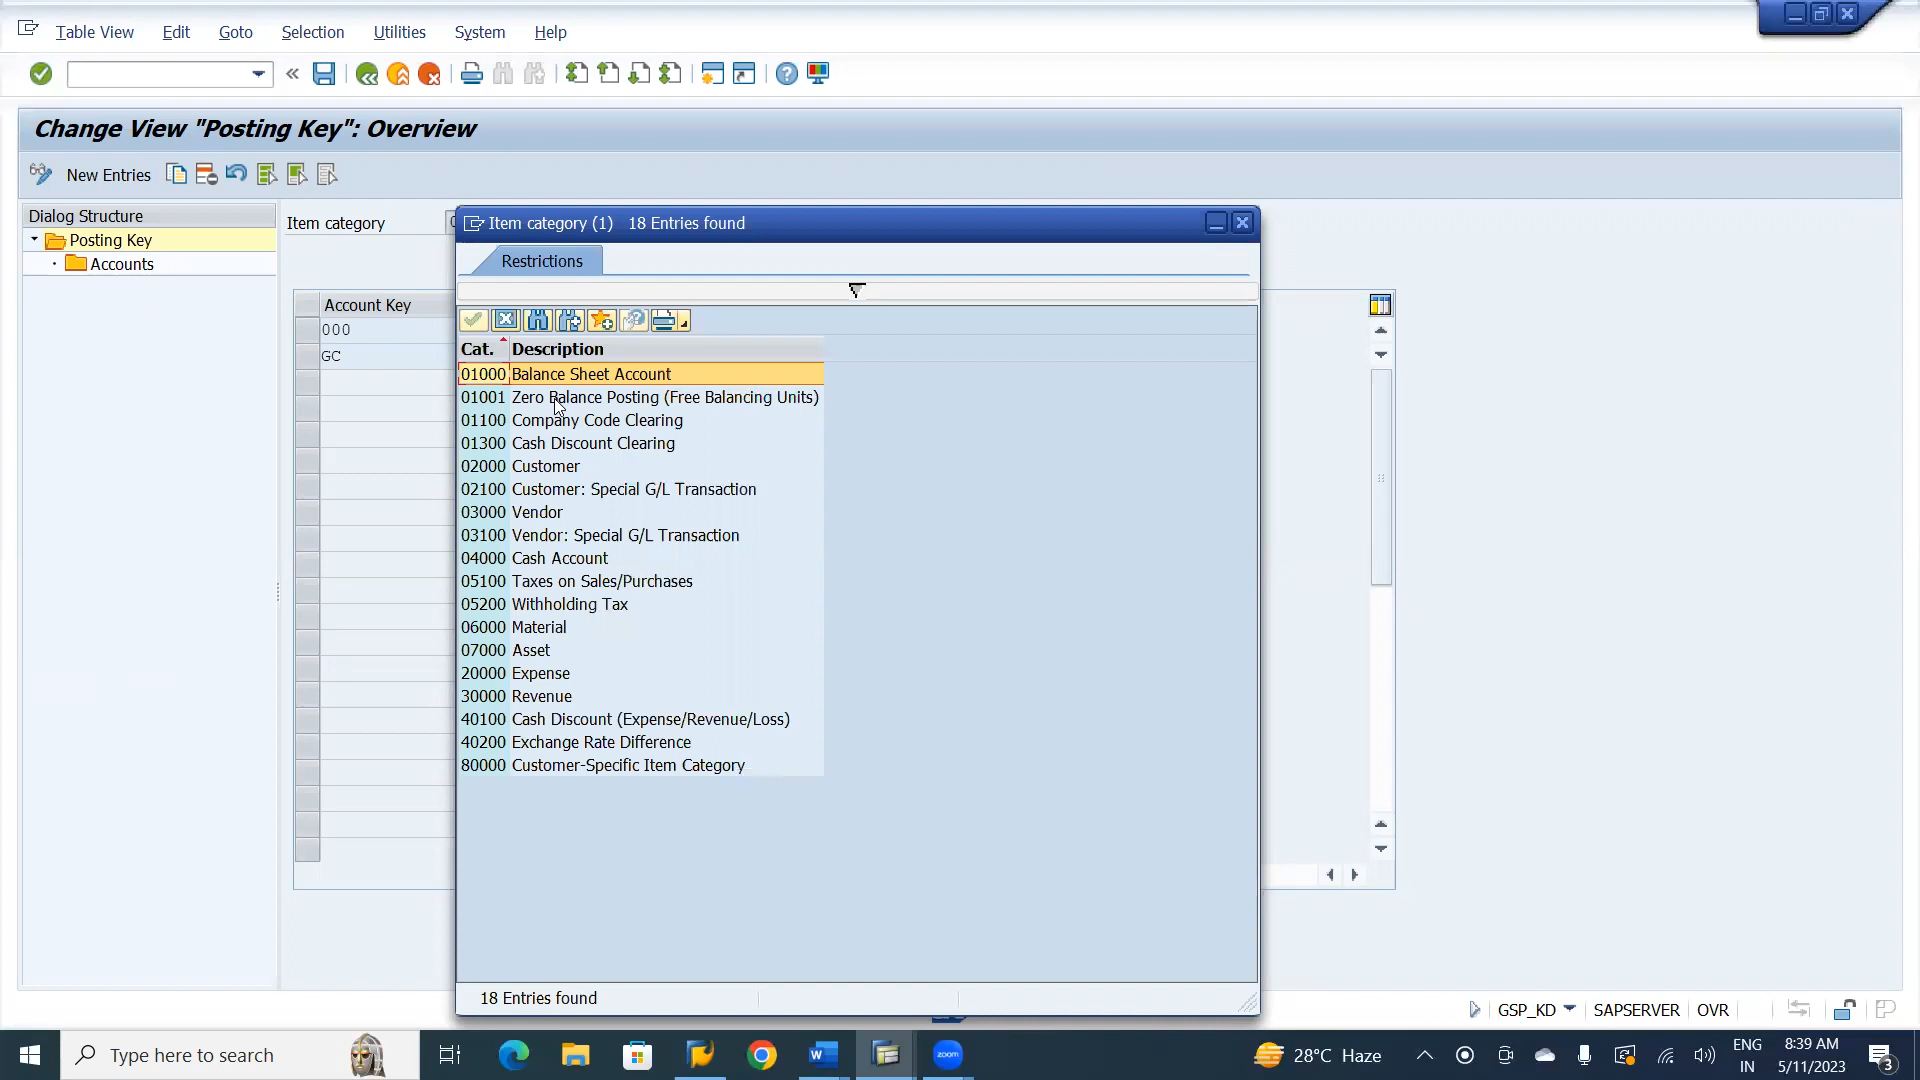 Table View Edit Goto Selection Utilities System Help
Change View "Posting Key": Overview
New Entries
Dialog Structure
Posting Key
Accounts
Item category
Account Key
000
GC
Item category (1) 18 Entries found
Restrictions
Cat. Description
01000 Balance Sheet Account
01001 Zero Balance Posting (Free Balancing Units)
01100 Company Code Clearing
01300 Cash Discount Clearing
02000 Customer
02100 Customer: Special G/L Transaction
03000 Vendor
03100 Vendor: Special G/L Transaction
04000 Cash Account
05100 Taxes on Sales/Purchases
05200 Withholding Tax
06000 Material
07000 Asset
20000 Expense
30000 Revenue
40100 Cash Discount (Expense/Revenue/Loss)
40200 Exchange Rate Difference
80000 Customer-Specific Item Category
18 Entries found
GSP_KD SAPSERVER OVR
Type here to search
zoom
28°C Haze
ENG
IN
8:39 AM
5/11/2023
3